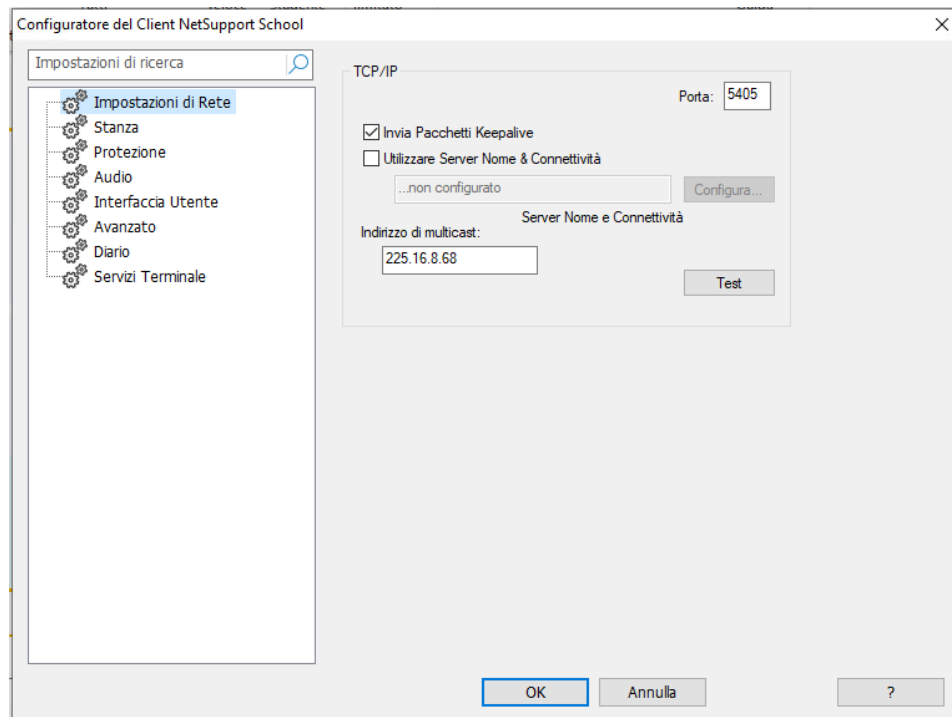 Configuratore del Client NetSupport School
Impostazioni di ricerca
Impostazioni di Rete
Stanza
Protezione
Audio
Interfaccia Utente
Avanzato
Diario
Servizi Terminale
TCP/IP
Porta: 5405
Invia Pacchetti Keepalive
Utilizzare Server Nome & Connettività
...non configurato
Configura...
Server Nome e Connettività
Indirizzo di multicast:
225.16.8.68
Test
OK
Annulla
?